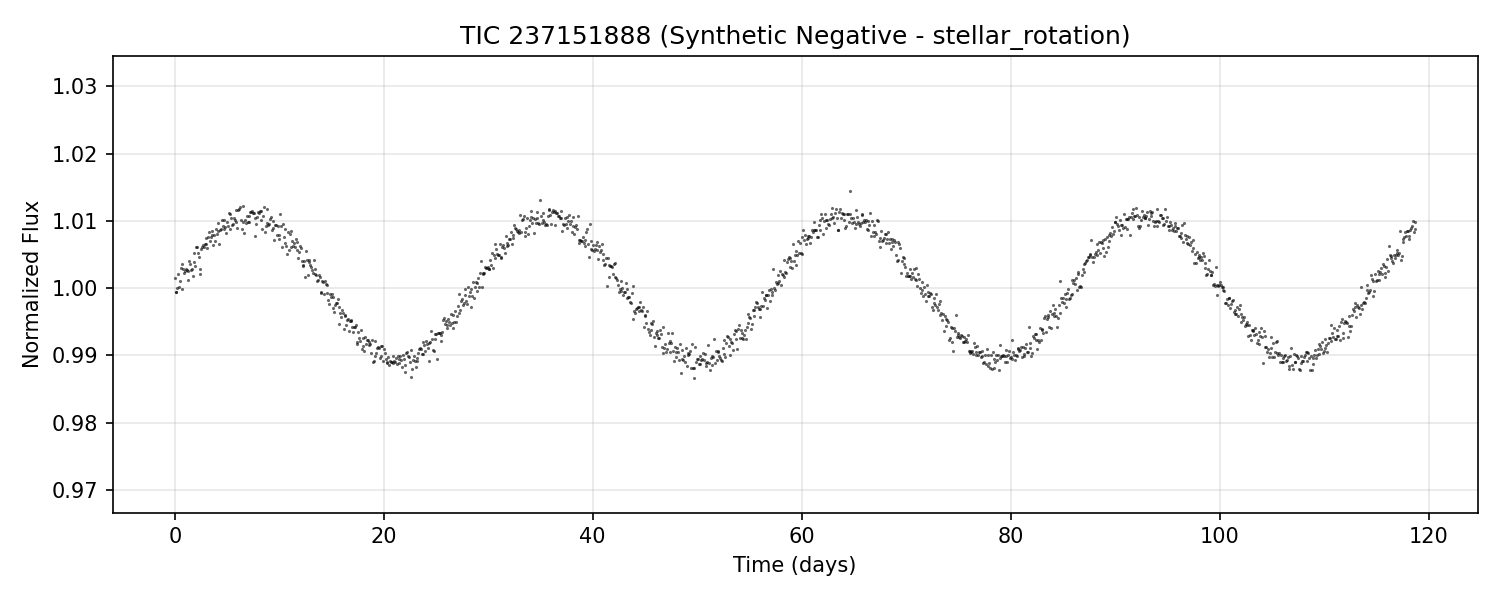 TIC 237151888 (Synthetic Negative - stellar_rotation)
1.03
1.02
1.01
1.00
0.99
0.98
0.97
Normalized Flux
0 20 40 60 80 100 120
Time (days)